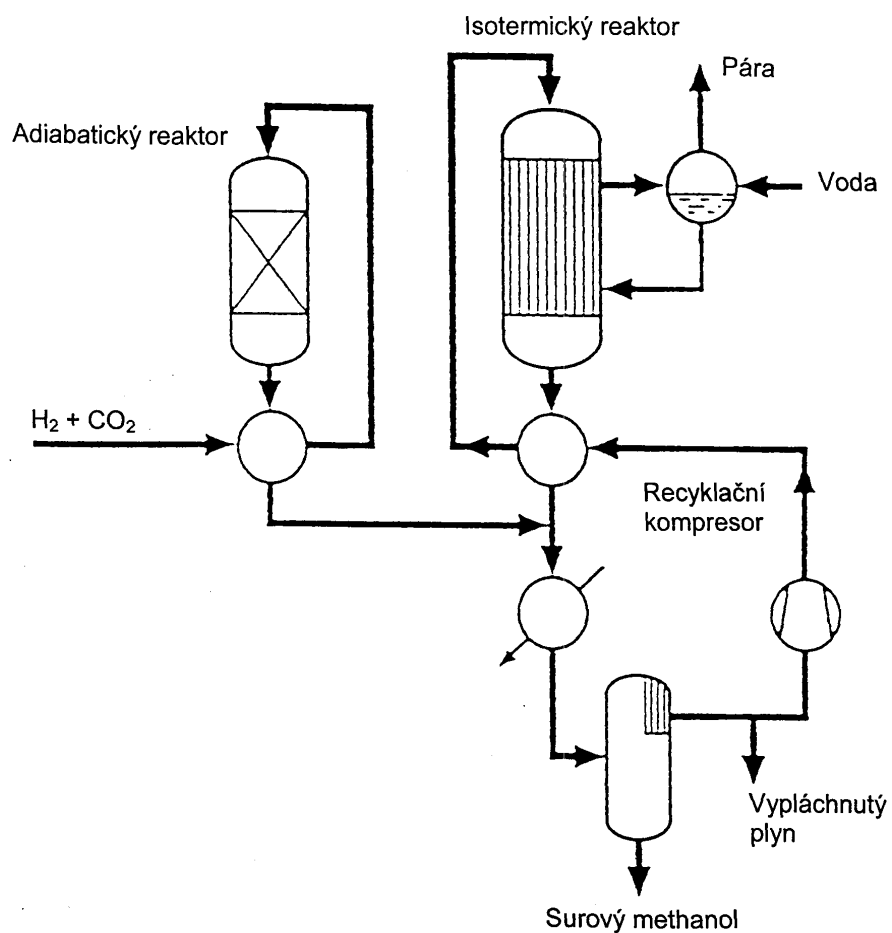 Isotermický reaktor
Pára
Adiabatický reaktor
Voda
H₂ + CO₂
Recyklační
kompresor
Vypláchnutý
plyn
Surový methanol